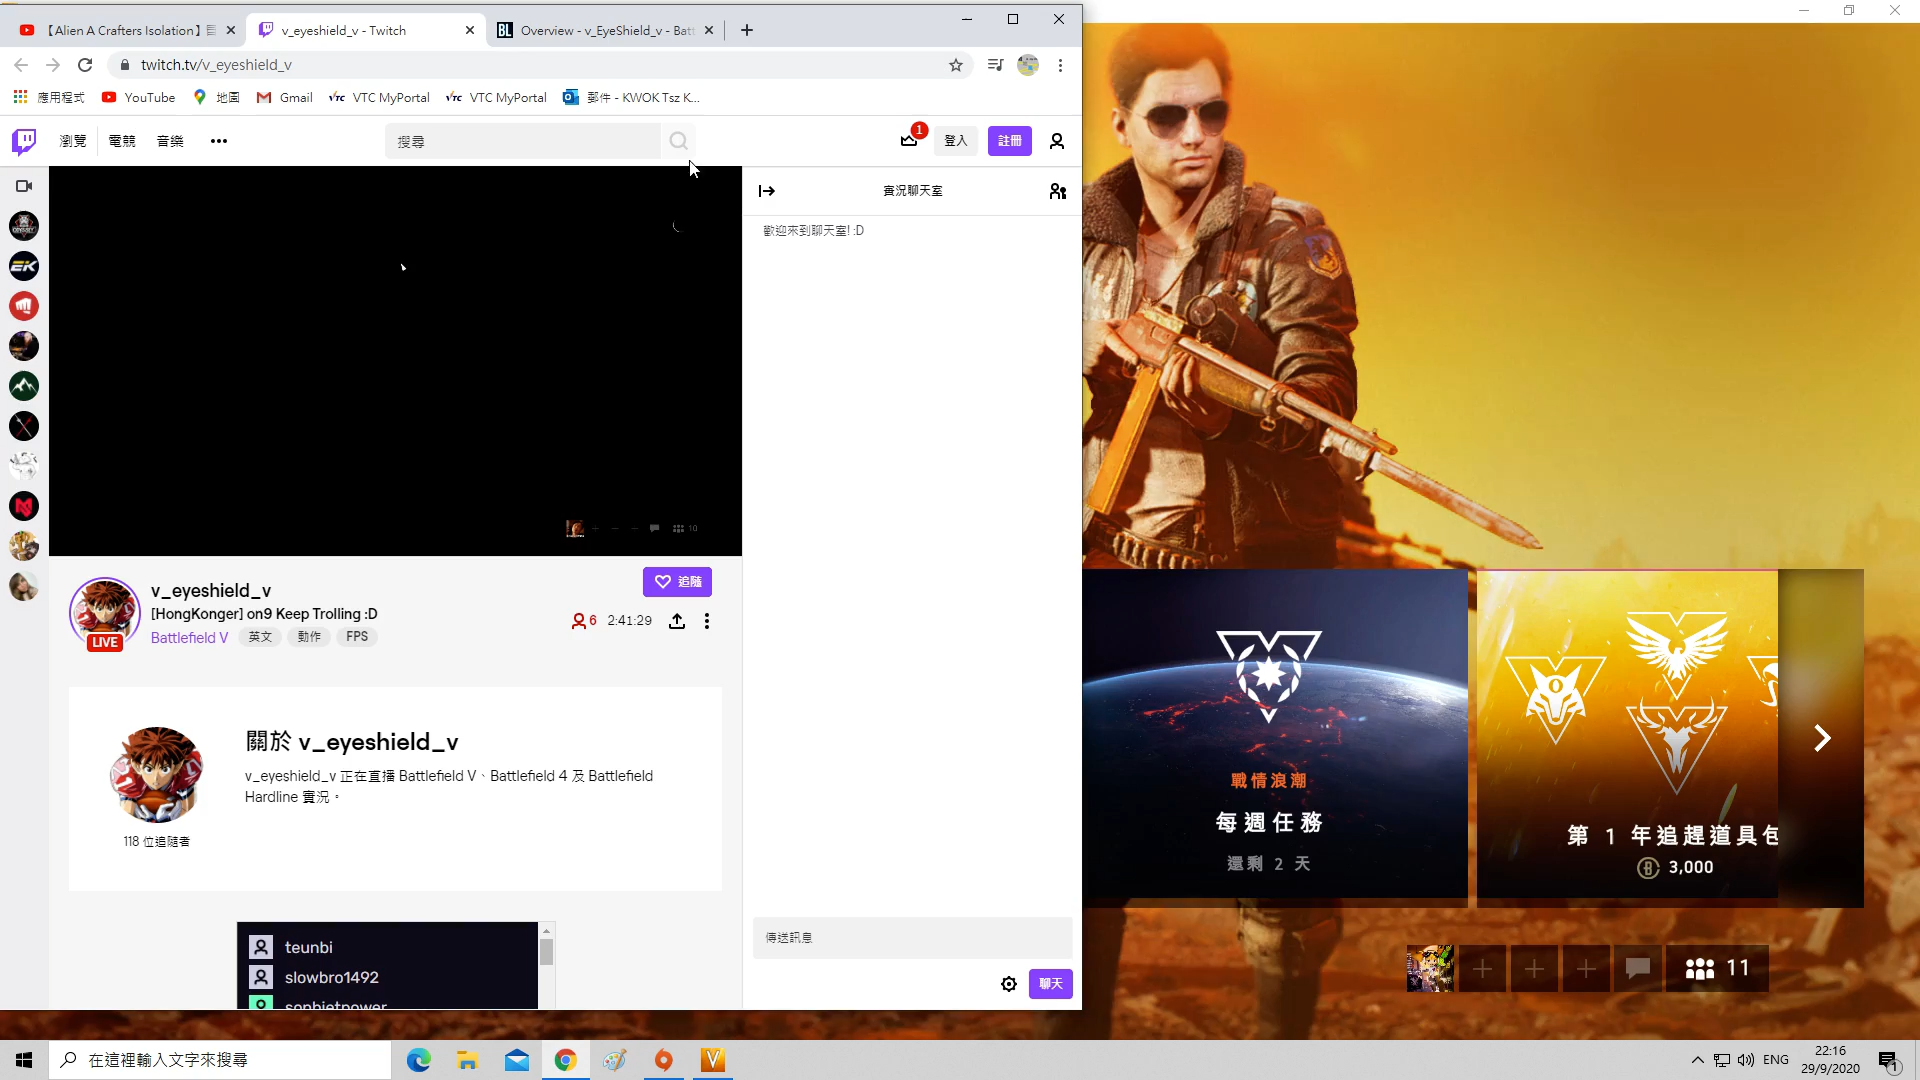 【Alien A Crafters Isolation】
v_eyeshield_v - Twitch
Overview - v_EyeShield_v - Batt
twitch.tv/v_eyeshield_v
應用程式
YouTube
地圖
Gmail
VTC MyPortal
VTC MyPortal
郵件 - KWOK Tsz K...
瀏覽
電競
音樂
搜尋
1
登入
註冊
實況聊天室
歡迎來到聊天室! :D
10
v_eyeshield_v
追隨
[HongKonger] on9 Keep Trolling :D
6 2:41:29
LIVE
Battlefield V 英文 動作 FPS
關於 v_eyeshield_v
v_eyeshield_v 正在直播 Battlefield V、Battlefield 4 及 Battlefield
Hardline 實況。
118 位追隨者
teunbi
slowbro1492
sophietpower
傳送訊息
聊天
戰情浪潮
每週任務
還剩 2 天
第 1 年追趕道具包
3,000
11
在這裡輸入文字來搜尋
ENG
22:16
29/9/2020
1